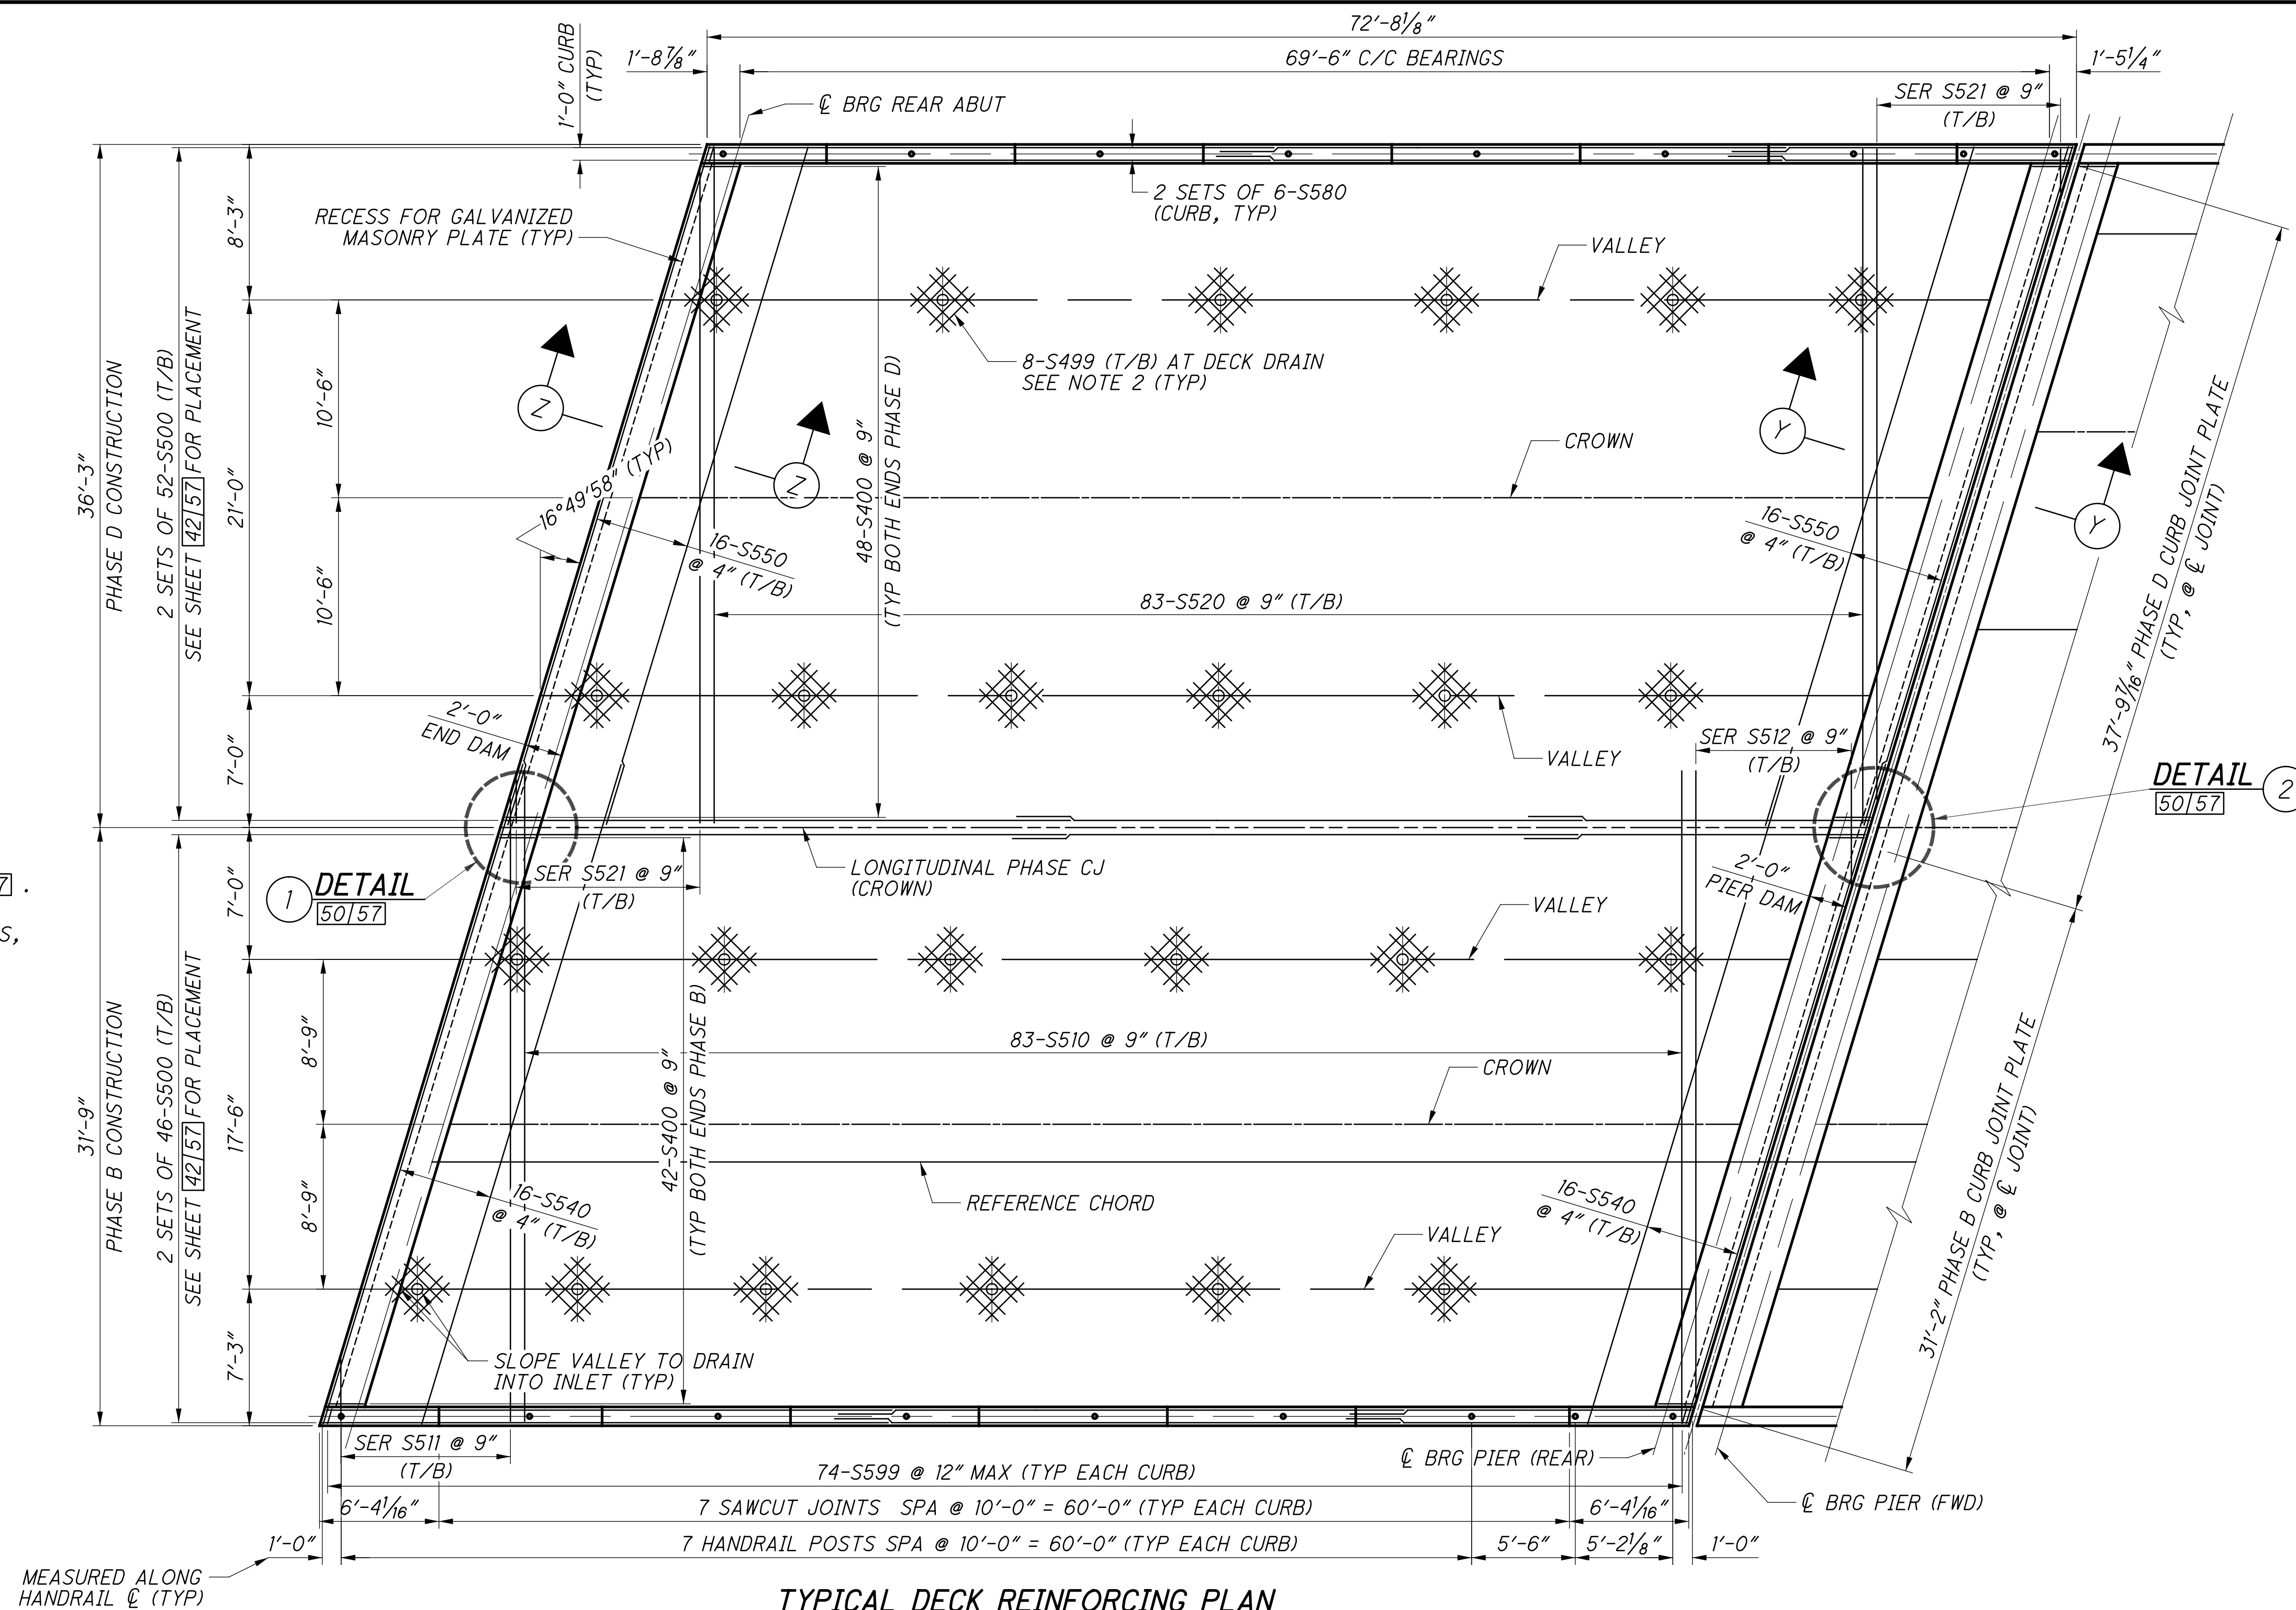 72'-8⅛"
1'-0" CURB
(TYP)
1'-8⅞"
69'-6" C/C BEARINGS
1'-5¼"
SER S521 @ 9"
(T/B)
℄ BRG REAR ABUT
2 SETS OF 6-S580
(CURB, TYP)
RECESS FOR GALVANIZED
MASONRY PLATE (TYP)
VALLEY
8'-3"
36'-3"
PHASE D CONSTRUCTION
2 SETS OF 52-S500 (T/B)
SEE SHEET 42/57 FOR PLACEMENT
21'-0"
10'-6"
10'-6"
7'-0"
8-S499 (T/B) AT DECK DRAIN
SEE NOTE 2 (TYP)
Z
Z
Y
Y
CROWN
48-S400 @ 9"
(TYP BOTH ENDS PHASE D)
16°49'58" (TYP)
16-S550
@ 4" (T/B)
16-S550
@ 4" (T/B)
83-S520 @ 9" (T/B)
37'-9 7/16" PHASE D CURB JOINT PLATE
(TYP, @ ℄ JOINT)
2'-0"
END DAM
VALLEY
SER S512 @ 9"
(T/B)
DETAIL 2
50/57
1 DETAIL
50/57
7 .
S,
SER S521 @ 9"
(T/B)
LONGITUDINAL PHASE CJ
(CROWN)
2'-0"
PIER DAM
VALLEY
31'-9"
PHASE B CONSTRUCTION
2 SETS OF 46-S500 (T/B)
SEE SHEET 42/57 FOR PLACEMENT
7'-0"
17'-6"
7'-3"
8'-9"
8'-9"
42-S400 @ 9"
(TYP BOTH ENDS PHASE B)
83-S510 @ 9" (T/B)
CROWN
16-S540
@ 4" (T/B)
REFERENCE CHORD
16-S540
@ 4" (T/B)
31'-2" PHASE B CURB JOINT PLATE
(TYP, @ ℄ JOINT)
VALLEY
SLOPE VALLEY TO DRAIN
INTO INLET (TYP)
SER S511 @ 9"
(T/B)
℄ BRG PIER (REAR)
74-S599 @ 12" MAX (TYP EACH CURB)
℄ BRG PIER (FWD)
6'-4 1/16"
7 SAWCUT JOINTS SPA @ 10'-0" = 60'-0" (TYP EACH CURB)
6'-4 1/16"
1'-0"
7 HANDRAIL POSTS SPA @ 10'-0" = 60'-0" (TYP EACH CURB)
5'-6"
5'-2⅛"
1'-0"
MEASURED ALONG
HANDRAIL ℄ (TYP)
TYPICAL DECK REINFORCING PLAN